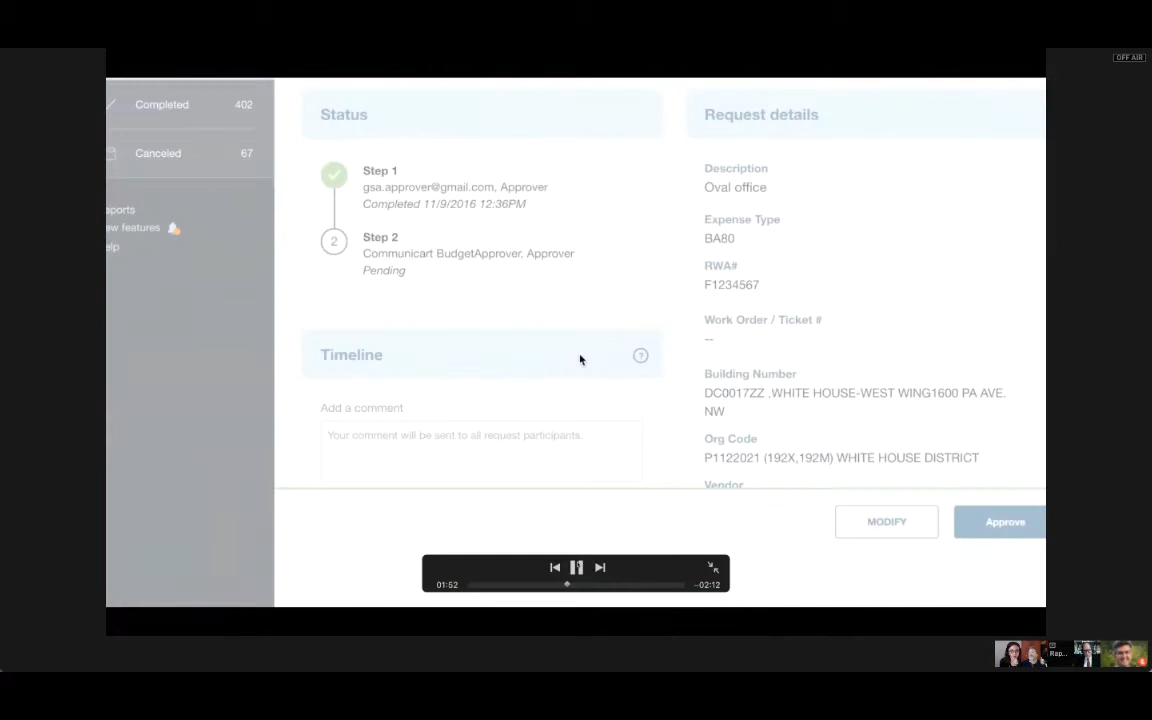 OFF AIR
Completed 402
Canceled 67
eports
ew features
elp
Status
Step 1
gsa.approver@gmail.com, Approver
Completed 11/9/2016 12:36PM
2
Step 2
Communicart BudgetApprover, Approver
Pending
Timeline
?
Add a comment
Your comment will be sent to all request participants.
Request details
Description
Oval office
Expense Type
BA80
RWA#
F1234567
Work Order / Ticket #
--
Building Number
DC0017ZZ ,WHITE HOUSE-WEST WING1600 PA AVE.
NW
Org Code
P1122021 (192X,192M) WHITE HOUSE DISTRICT
Vendor
MODIFY
Approve
01:52
-02:12
Rap...